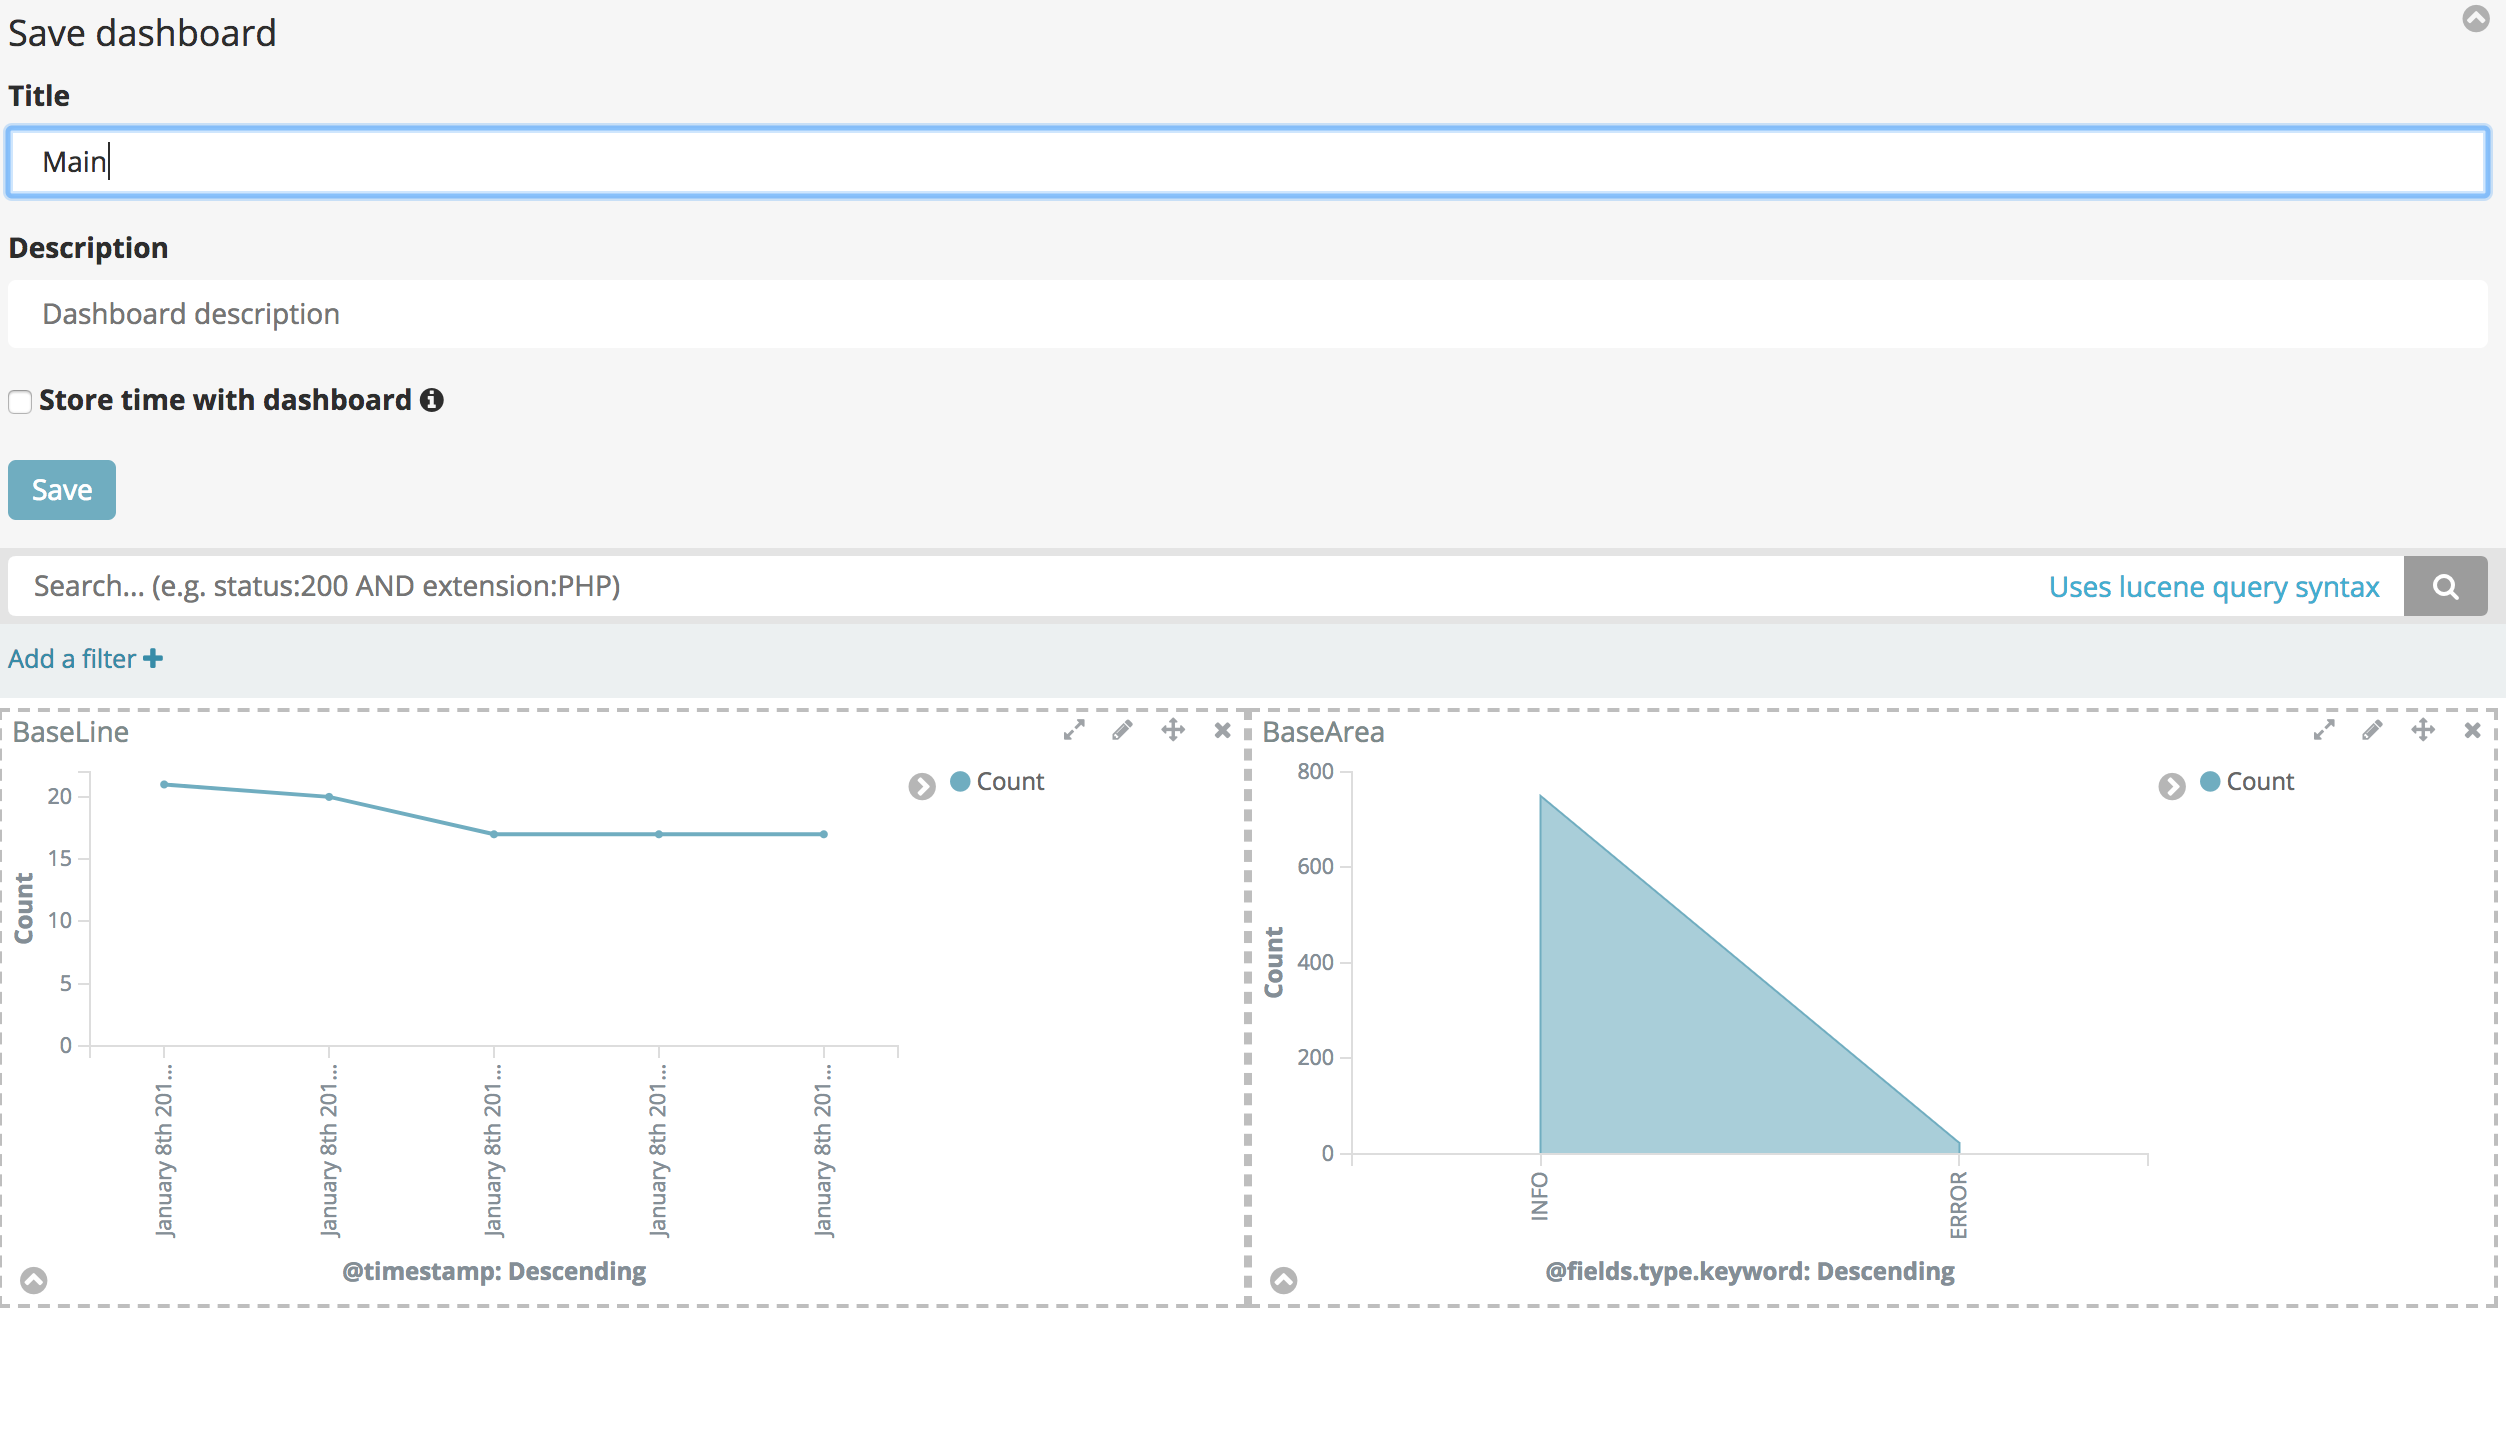 Save dashboard
Title
Main
Description
Dashboard description
Store time with dashboard
Save
Search... (e.g. status:200 AND extension:PHP)
Uses lucene query syntax
Add a filter
BaseLine
Count
20
15
10
5
0
Count
January 8th 201...
January 8th 201...
January 8th 201...
January 8th 201...
January 8th 201...
@timestamp: Descending
BaseArea
Count
800
600
400
200
0
Count
INFO
ERROR
@fields.type.keyword: Descending